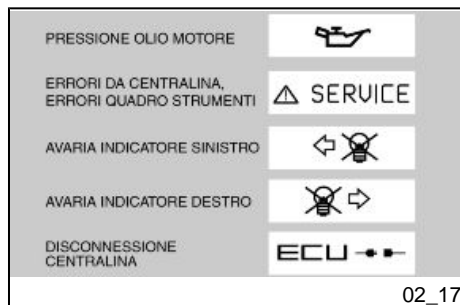 PRESSIONE OLIO MOTORE
ERRORI DA CENTRALINA,
ERRORI QUADRO STRUMENTI
SERVICE
AVARIA INDICATORE SINISTRO
AVARIA INDICATORE DESTRO
DISCONNESSIONE
CENTRALINA
ECU
02_17